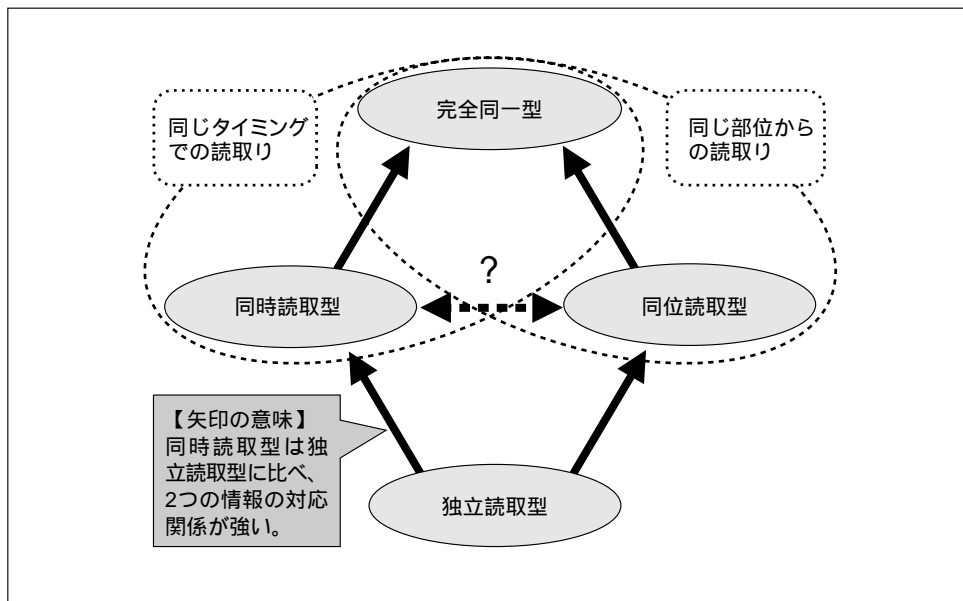 完全同一型
同じタイミング
での読取り
同じ部位から
の読取り
?
同時読取型
同位読取型
【矢印の意味】
同時読取型は独
立読取型に比べ、
2つの情報の対応
関係が強い。
独立読取型